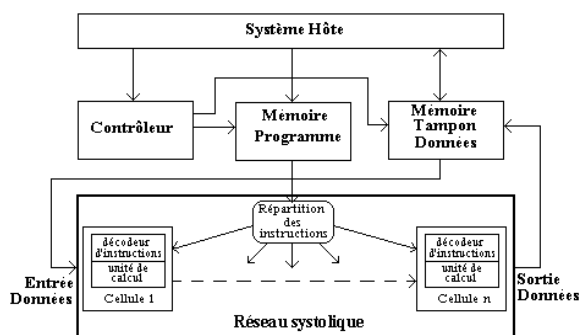 Système Hôte
Contrôleur
Mémoire
Programme
Mémoire
Tampon
Données
Répartition
des
instructions
décodeur
d'instructions
unité de
calcul
Cellule 1
décodeur
d'instructions
unité de
calcul
Cellule n
Entrée
Données
Sortie
Données
Réseau systolique